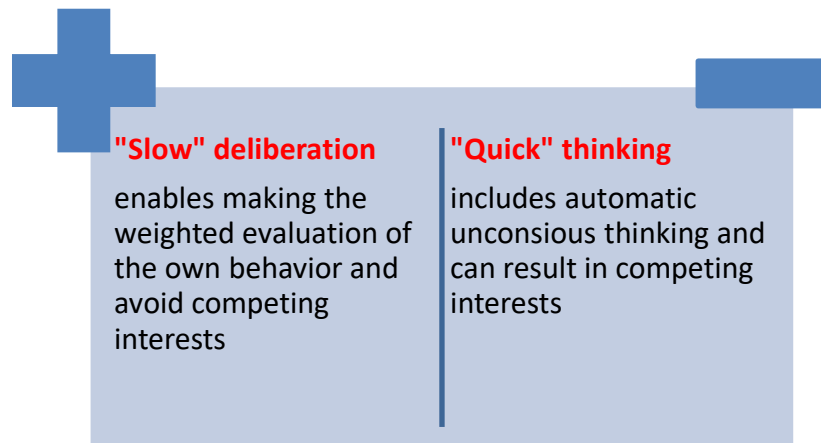 "Slow" deliberation
enables making the
weighted evaluation of
the own behavior and
avoid competing
interests
"Quick" thinking
includes automatic
unconsious thinking and
can result in competing
interests